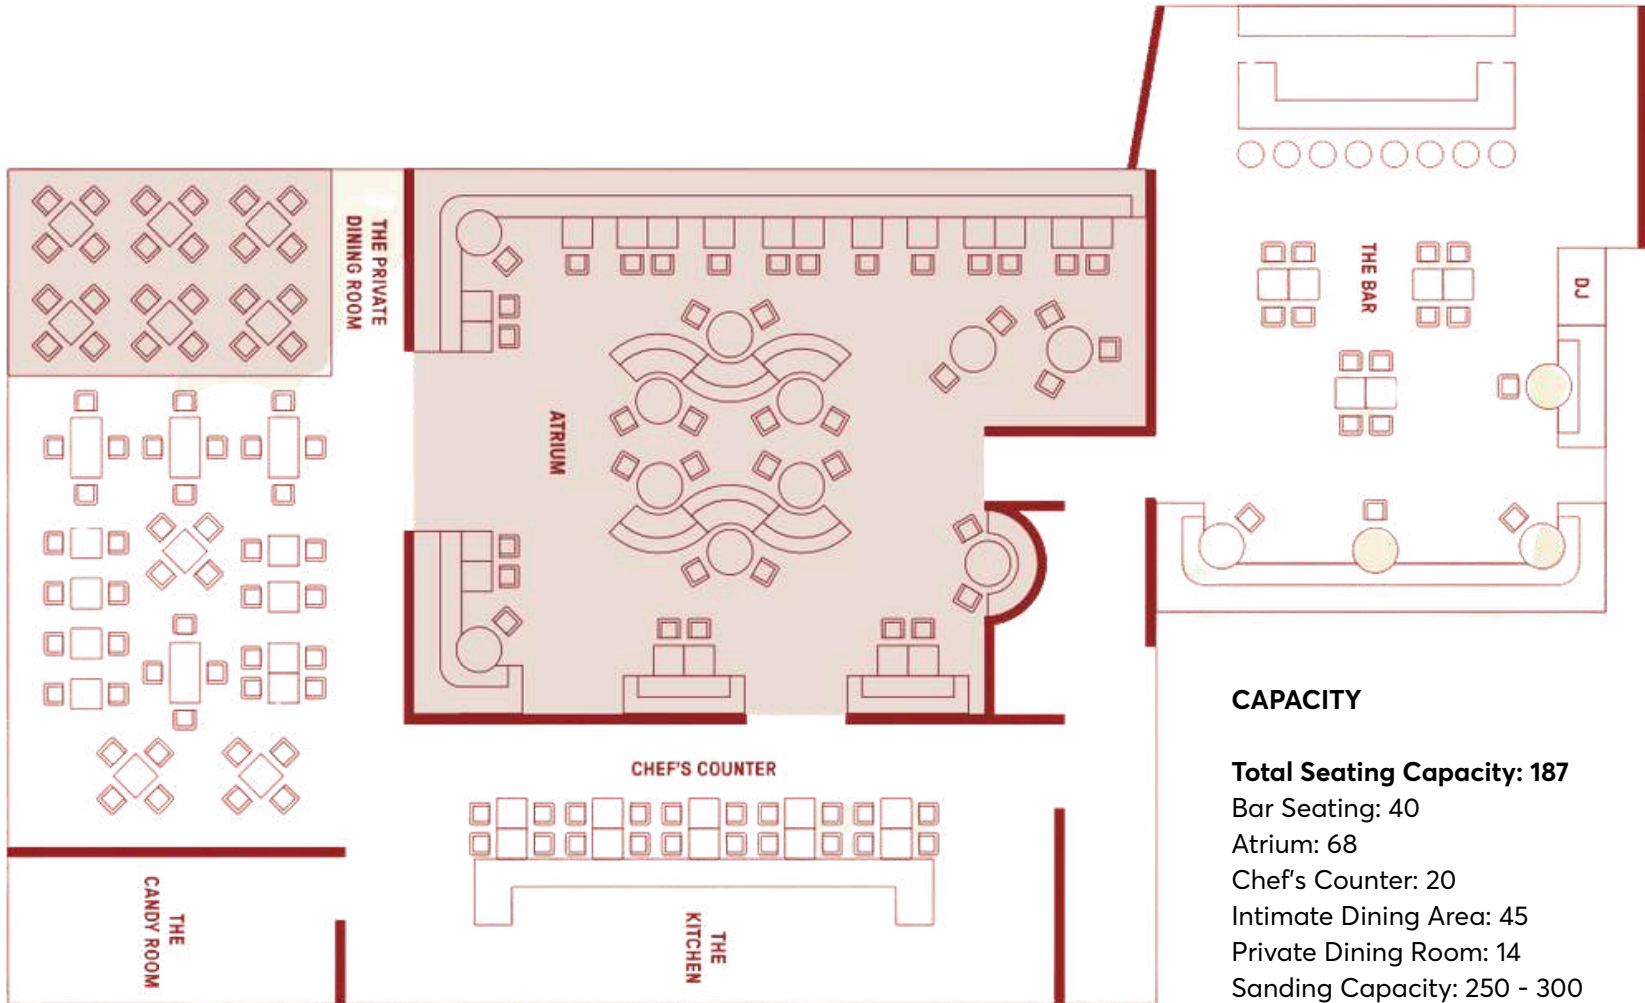 THE PRIVATE
DINING ROOM
ATRIUM
THE BAR
DJ
CHEF'S COUNTER
THE
CANDY ROOM
THE
KITCHEN
CAPACITY
Total Seating Capacity: 187
Bar Seating: 40
Atrium: 68
Chef's Counter: 20
Intimate Dining Area: 45
Private Dining Room: 14
Sanding Capacity: 250 - 300